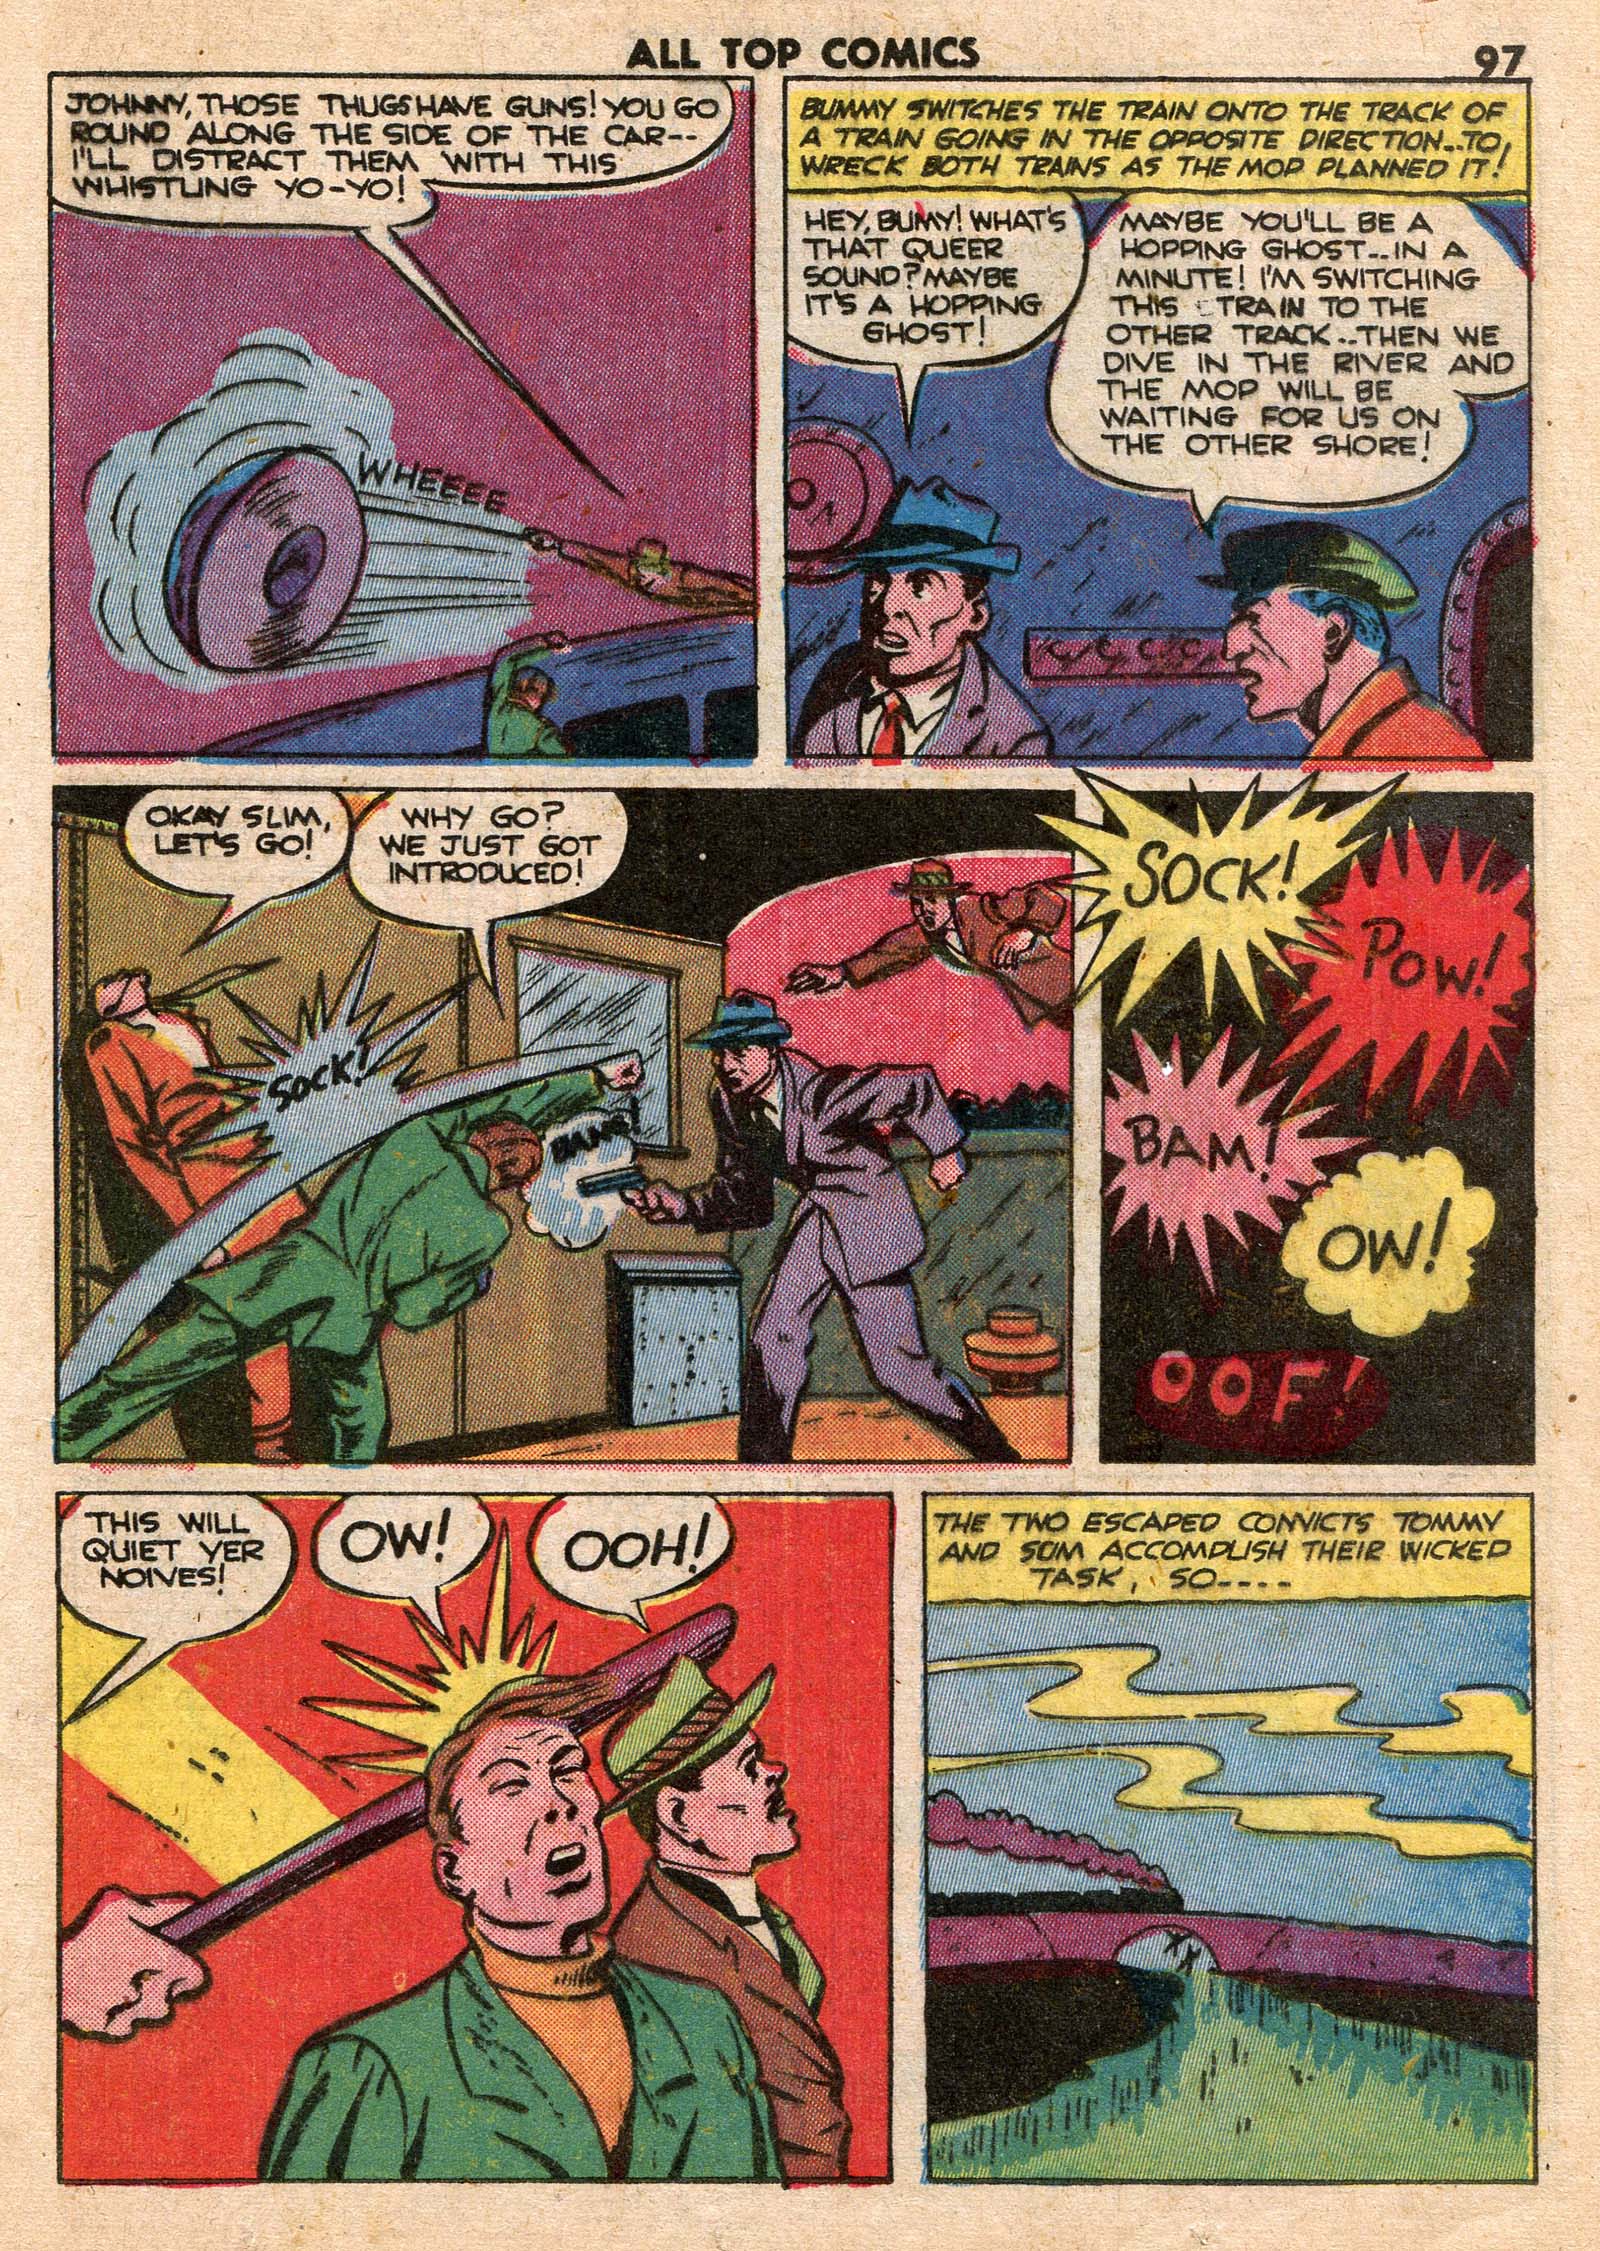 ALL TOP COMICS
97
JOHNNY, THOSE THUGS HAVE GUNS! YOU GO
ROUND ALONG THE SIDE OF THE CAR--
I'LL DISTRACT THEM WITH THIS
WHISTLING YO-YO!
WHEEEEE
BUMMY SWITCHES THE TRAIN ONTO THE TRACK OF
A TRAIN GOING IN THE OPPOSITE DIRECTION..TO,
WRECK BOTH TRAINS AS THE MOP PLANNED IT!
HEY, BUMY! WHAT'S
THAT QUEER
SOUND? MAYBE
IT'S A HOPPING
GHOST!
MAYBE YOU'LL BE A
HOPPING GHOST..IN A
MINUTE! I'M SWITCHING
THIS TRAIN TO THE
OTHER TRACK..THEN WE
DIVE IN THE RIVER AND
THE MOP WILL BE
WAITING FOR US ON
THE OTHER SHORE!
OKAY SLIM,
LET'S GO!
WHY GO?
WE JUST GOT
INTRODUCED!
SOCK!
BANG!
SOCK!
POW!
BAM!
OW!
OOF!
THIS WILL
QUIET YER
NOIVES!
OW!
OOH!
THE TWO ESCAPED CONVICTS TOMMY
AND SLIM ACCOMPLISH THEIR WICKED
TASK, SO----